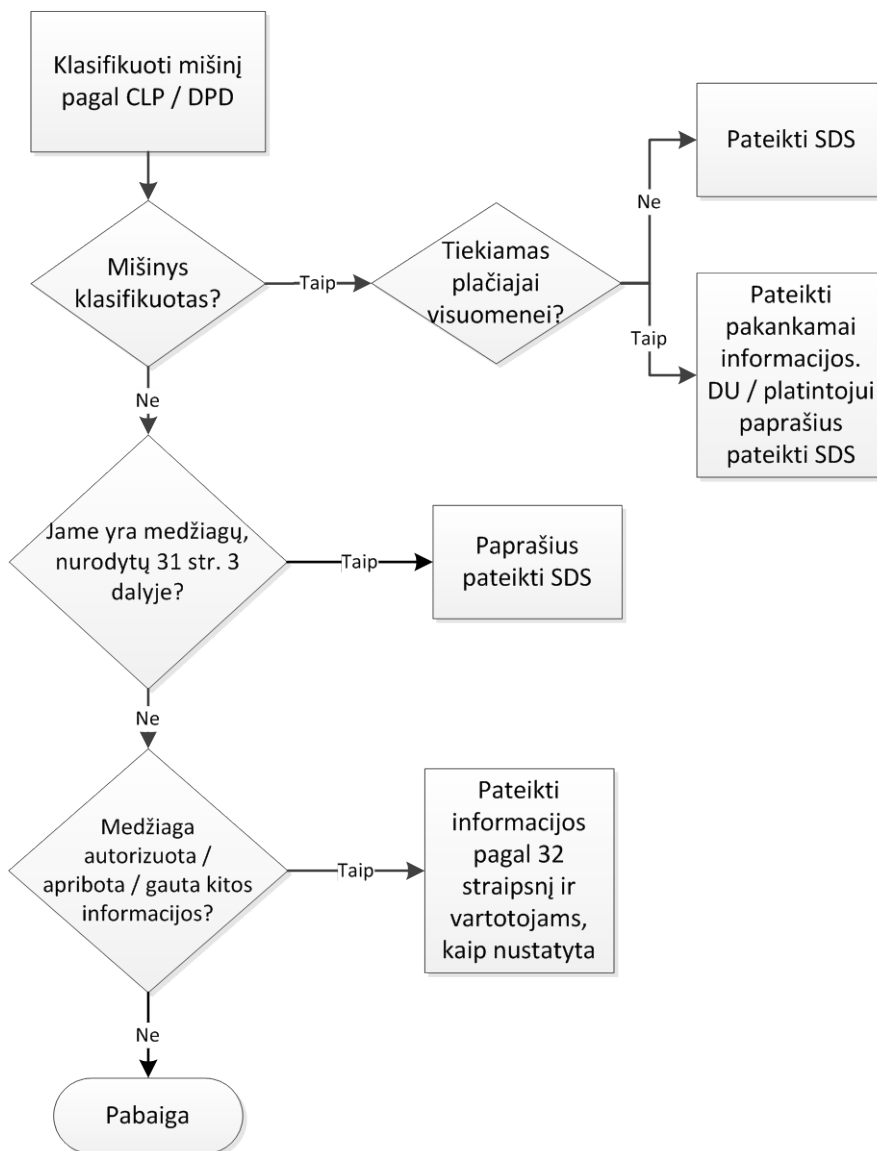 Klasifikuoti mišinį
pagal CLP / DPD
Mišinys
klasifikuotas?
Taip
Tiekiamas
plačiajai
visuomenei?
Ne
Pateikti SDS
Taip
Pateikti
pakankamai
informacijos.
DU / platintojui
paprašius
pateikti SDS
Ne
Jame yra medžiagų,
nurodytų 31 str. 3
dalyje?
Taip
Paprašius
pateikti SDS
Ne
Medžiaga
autorizuota /
apribota / gauta kitos
informacijos?
Taip
Pateikti
informacijos
pagal 32
straipsnį ir
vartotojams,
kaip nustatyta
Ne
Pabaiga